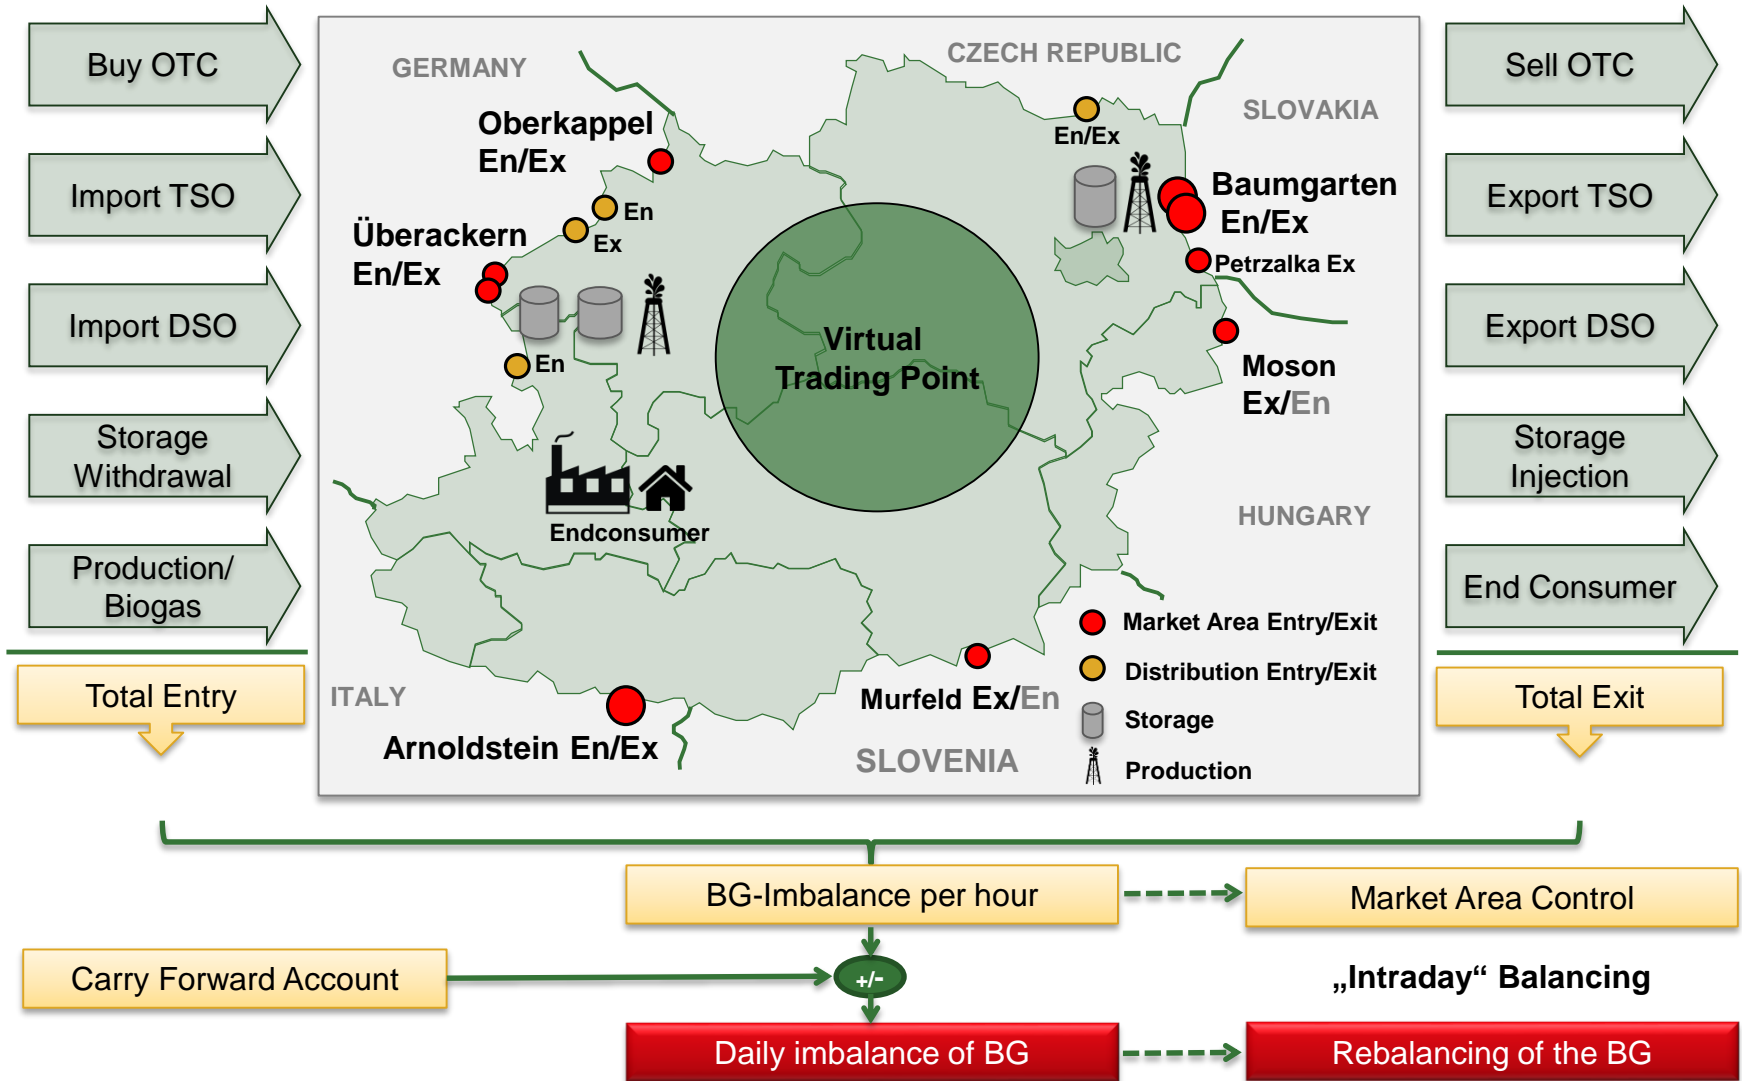 Buy OTC
Import TSO
Import DSO
Storage
Withdrawal
Production/
Biogas
Total Entry
GERMANY
CZECH REPUBLIC
SLOVAKIA
Oberkappel
En/Ex
En/Ex
En
Ex
Überackern
En/Ex
Baumgarten
En/Ex
Petrzalka Ex
Virtual
Trading Point
En
Moson
Ex/En
Endconsumer
HUNGARY
Market Area Entry/Exit
Distribution Entry/Exit
Storage
Production
ITALY
Murfeld Ex/En
Arnoldstein En/Ex
SLOVENIA
Sell OTC
Export TSO
Export DSO
Storage
Injection
End Consumer
Total Exit
BG-Imbalance per hour
Market Area Control
Carry Forward Account
+/-
„Intraday“ Balancing
Daily imbalance of BG
Rebalancing of the BG